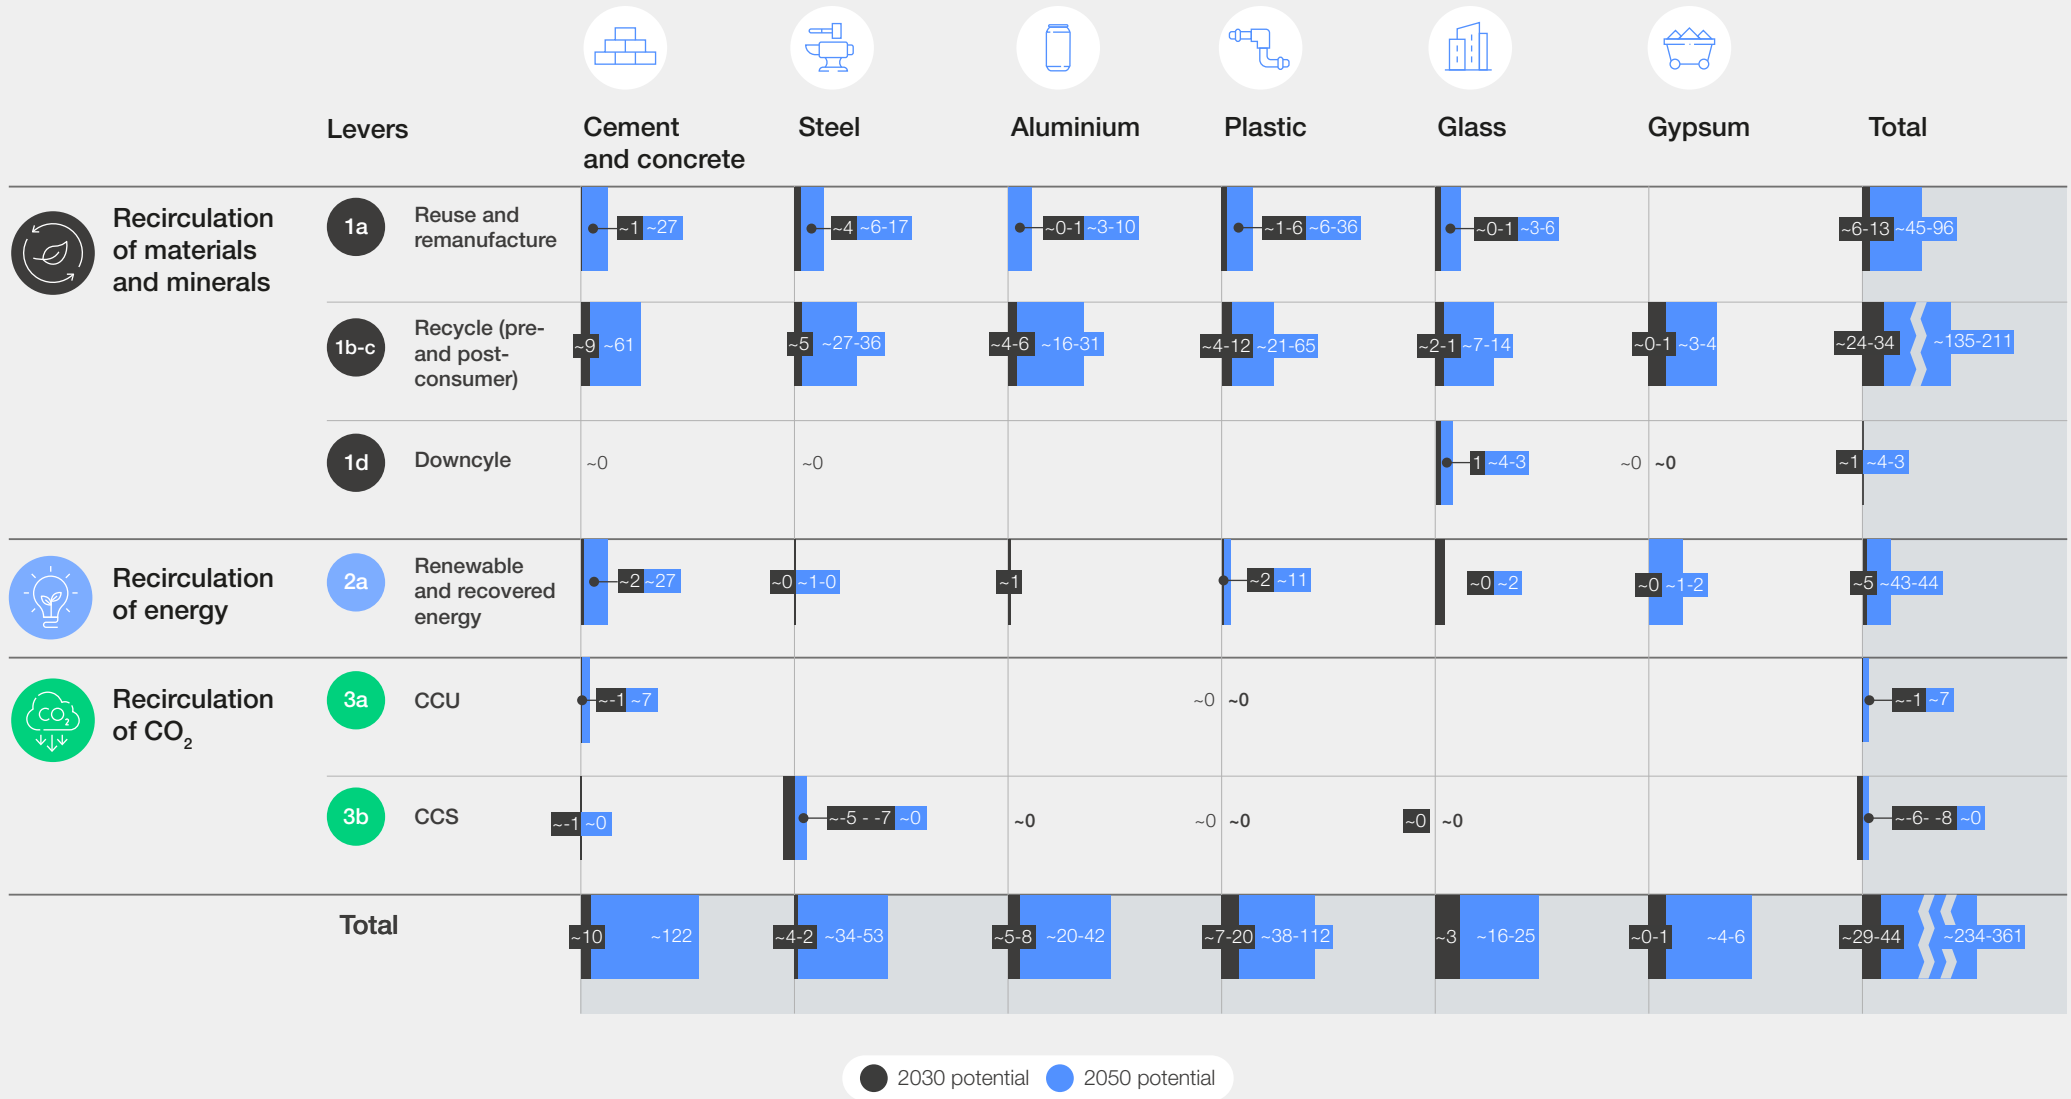 Levers
Cement
and concrete
Steel
Aluminium
Plastic
Glass
Gypsum
Total
Recirculation
of materials
and minerals
1a
Reuse and
remanufacture
~1 ~27
~4 ~6-17
~0-1 ~3-10
~1-6 ~6-36
~0-1 ~3-6
~6-13 ~45-96
1b-c
Recycle (pre-
and post-
consumer)
~9 ~61
~5 ~27-36
~4-6 ~16-31
~4-12 ~21-65
~2-1 ~7-14
~0-1 ~3-4
~24-34 ~135-211
1d
Downcyle
~0
~0
1 ~4-3
~0 ~0
~1 ~4-3
Recirculation
of energy
2a
Renewable
and recovered
energy
~2 ~27
~0 ~1-0
~1
~2 ~11
~0 ~2
~0 ~1-2
~5 ~43-44
CO2
Recirculation
of CO2
3a
CCU
~-1 ~7
~0 ~0
~-1 ~7
3b
CCS
~-1 ~0
~-5 - -7 ~0
~0
~0 ~0
~0 ~0
~-6- -8 ~0
Total
~10 ~122
~4-2 ~34-53
~5-8 ~20-42
~7-20 ~38-112
~3 ~16-25
~0-1 ~4-6
~29-44 ~234-361
2030 potential
2050 potential